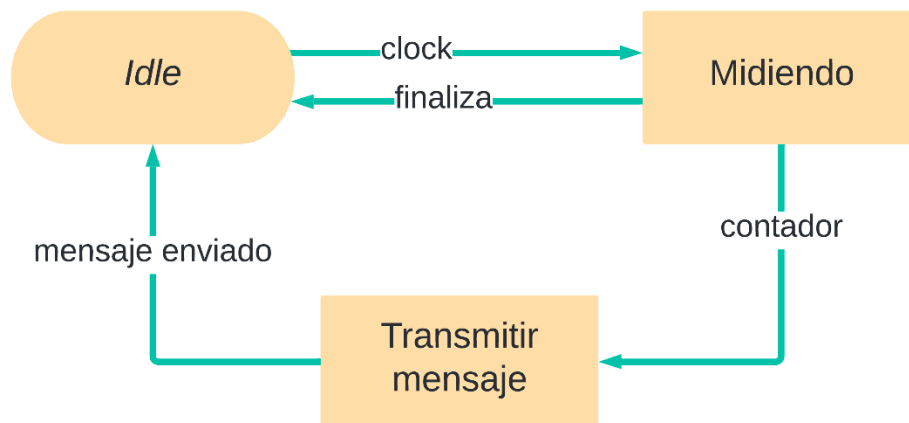 Idle
clock
Midiendo
finaliza
contador
mensaje enviado
Transmitir
mensaje